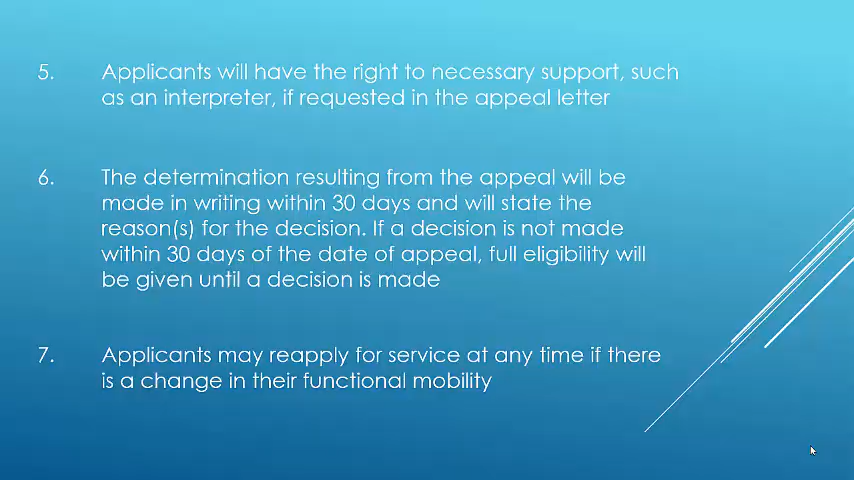 5. Applicants will have the right to necessary support, such
as an interpreter, if requested in the appeal letter
6. The determination resulting from the appeal will be
made in writing within 30 days and will state the
reason(s) for the decision. If a decision is not made
within 30 days of the date of appeal, full eligibility will
be given until a decision is made
7. Applicants may reapply for service at any time if there
is a change in their functional mobility